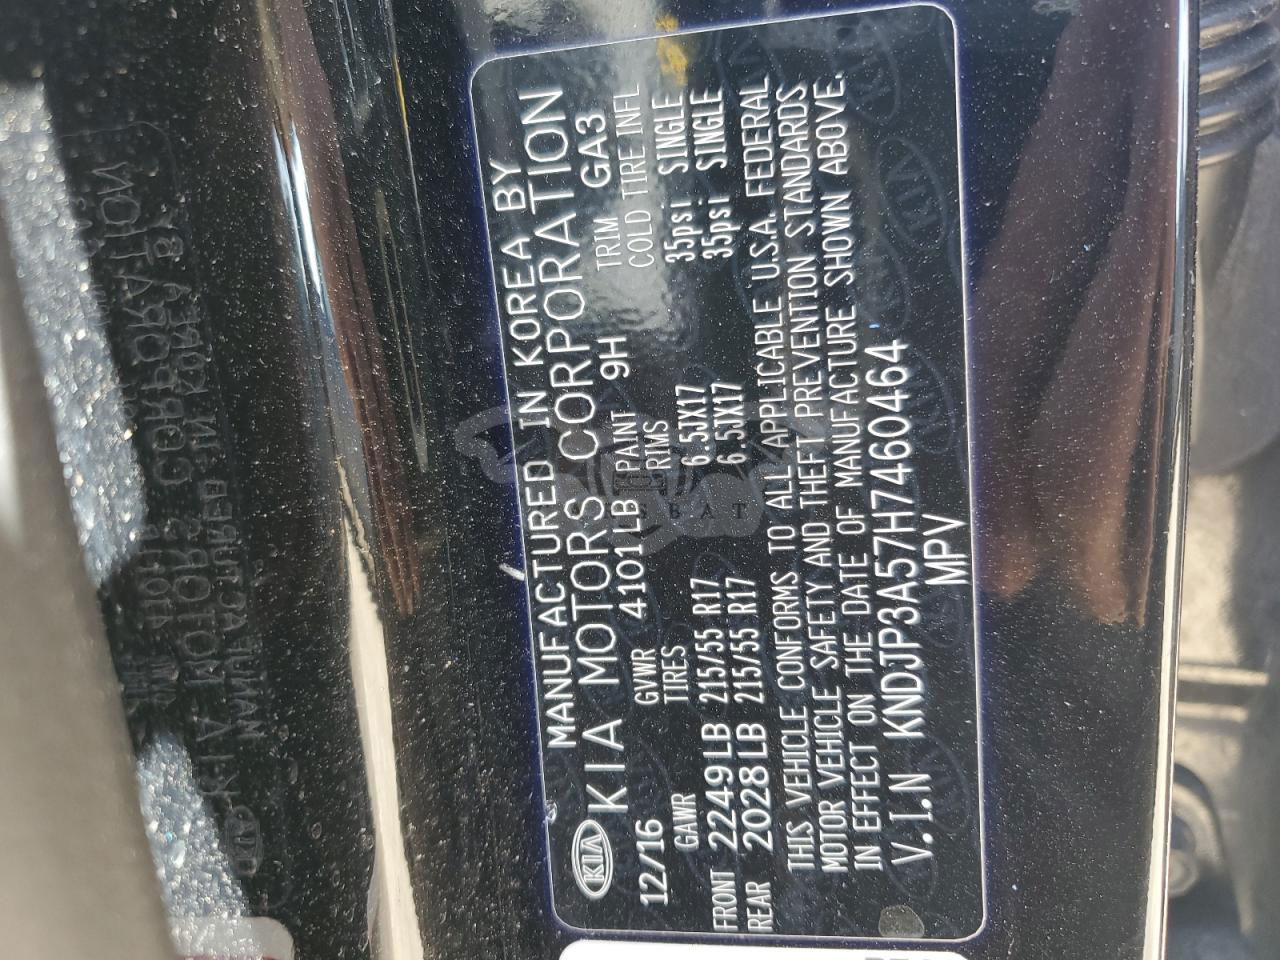 MANUFACTURED IN KOREA BY
KIA KIA MOTORS CORPORATION
12/16 GVWR 4101LB PAINT 9H TRIM GA3
GAWR TIRES RIMS COLD TIRE INFL
FRONT 2249LB 215/55 R17 6.5JX17 35psi SINGLE
REAR 2028LB 215/55 R17 6.5JX17 35psi SINGLE
THIS VEHICLE CONFORMS TO ALL APPLICABLE U.S.A. FEDERAL
MOTOR VEHICLE SAFETY AND THEFT PREVENTION STANDARDS
IN EFFECT ON THE DATE OF MANUFACTURE SHOWN ABOVE.
V.I.N KNDJP3A57H7460464
MPV